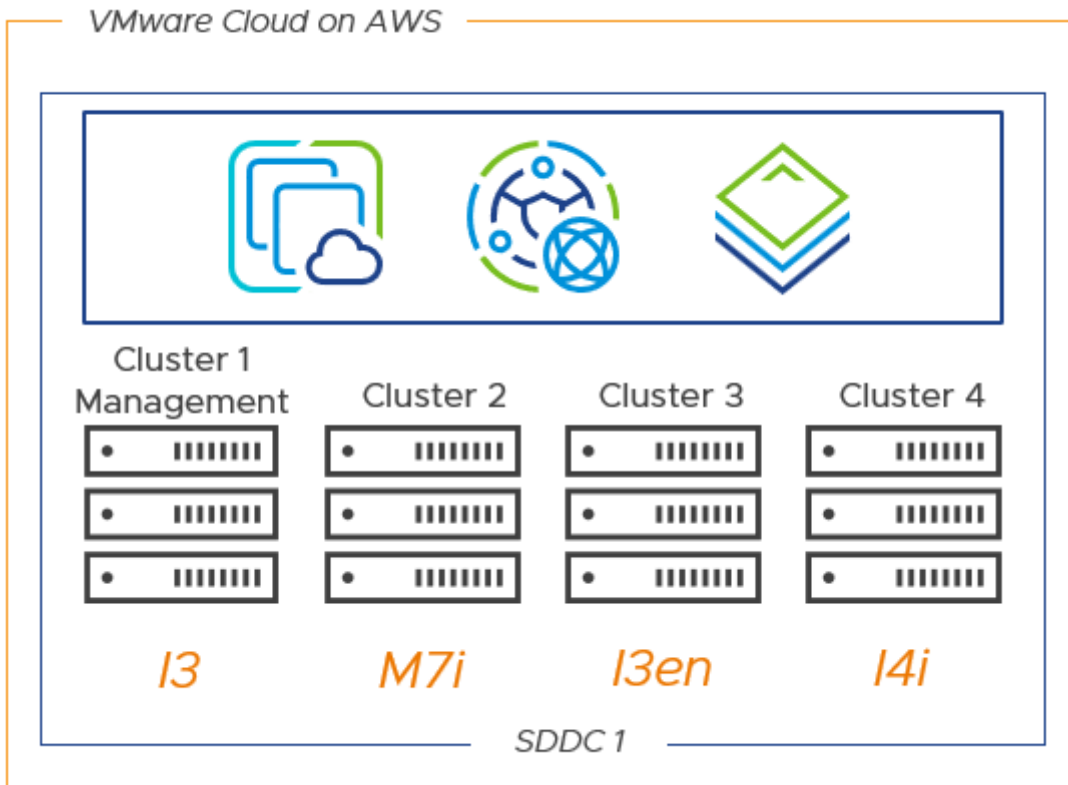 VMware Cloud on AWS
Cluster 1
Management
Cluster 2
Cluster 3
Cluster 4
I3
M7i
I3en
I4i
SDDC 1